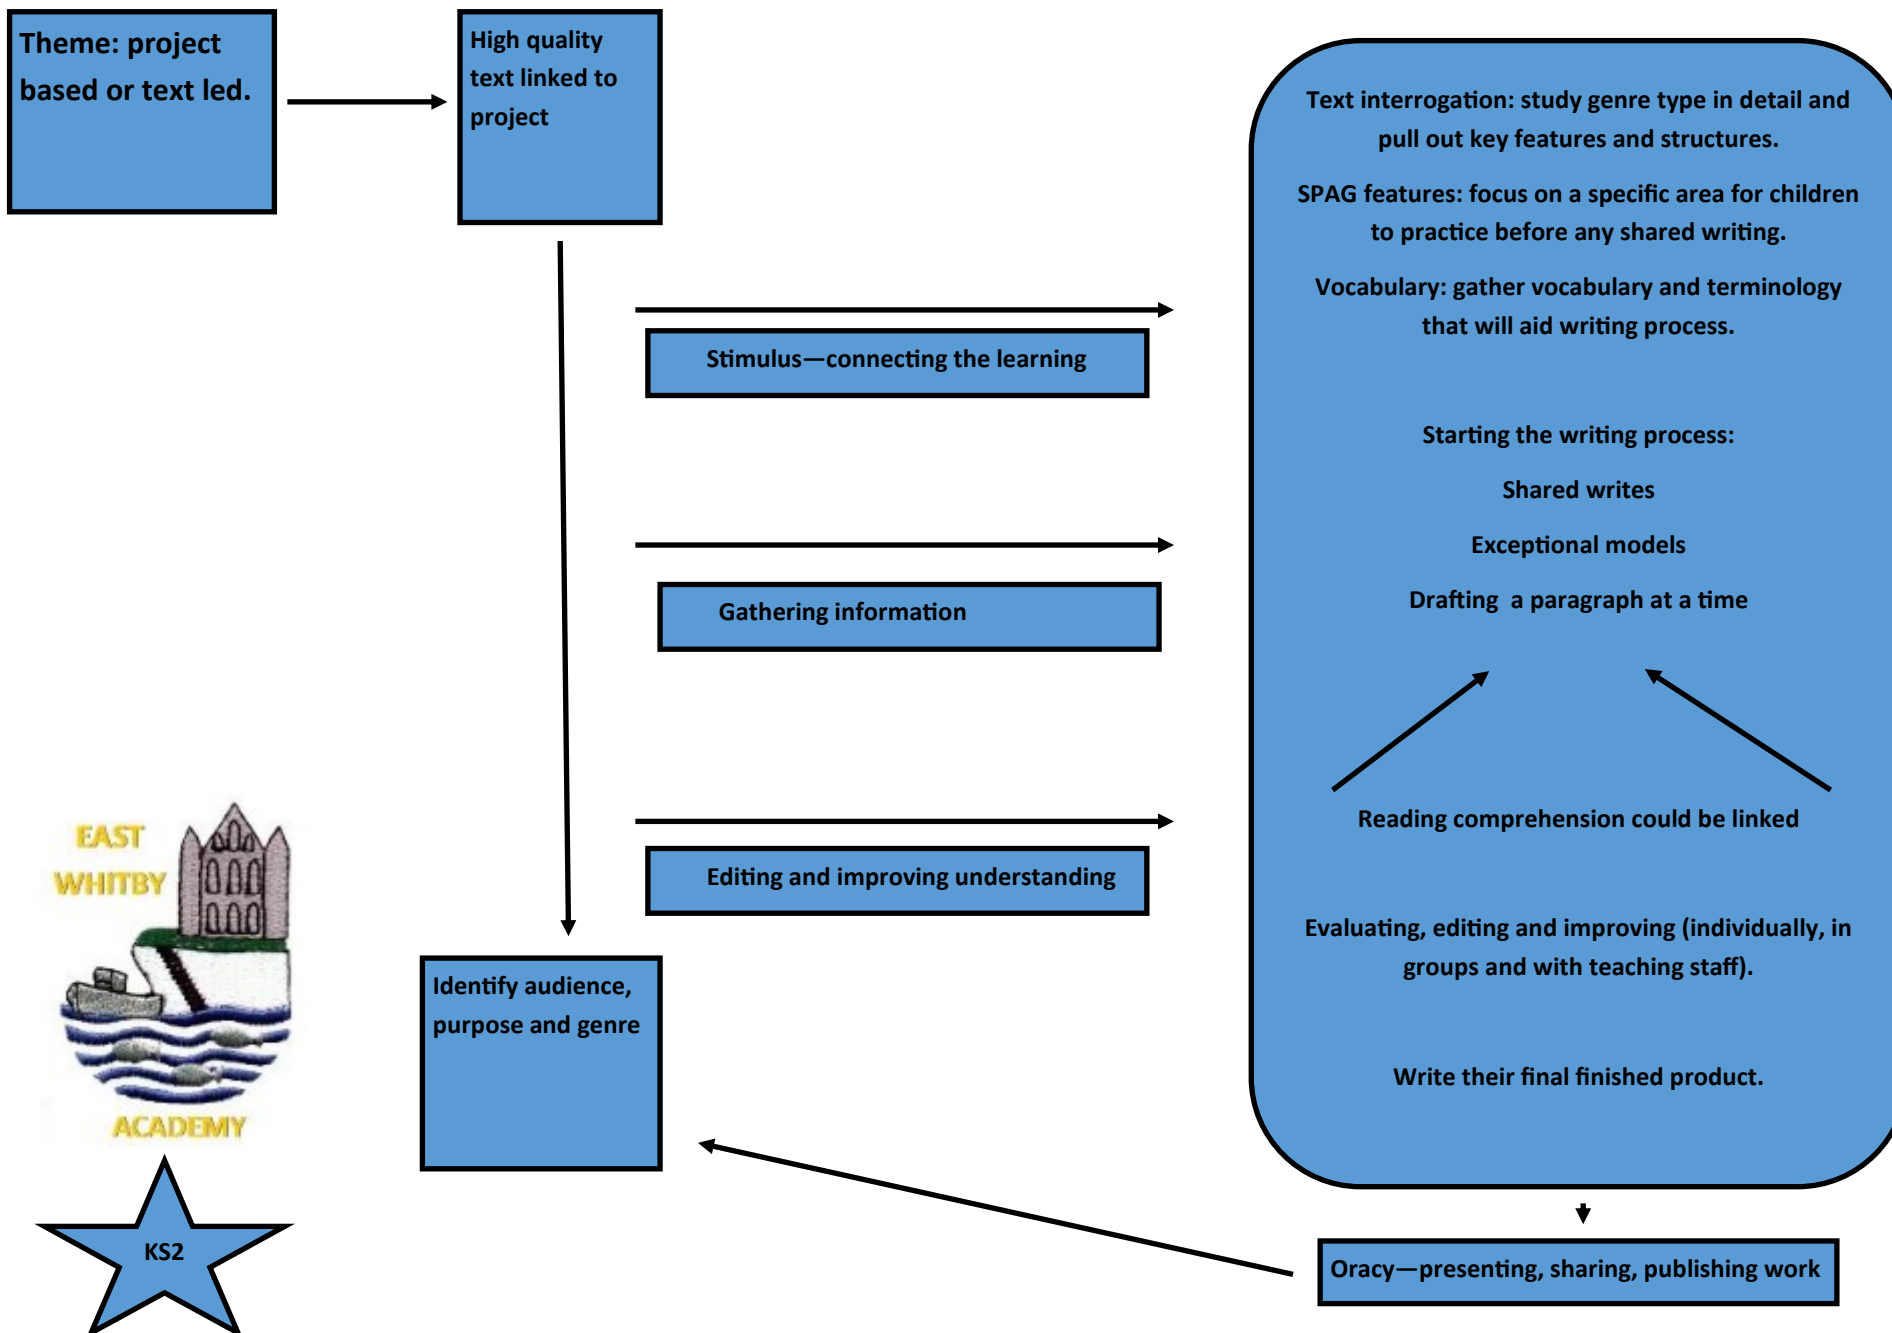 Theme: project
based or text led.
High quality
text linked to
project
Text interrogation: study genre type in detail and
pull out key features and structures.
SPAG features: focus on a specific area for children
to practice before any shared writing.
Vocabulary: gather vocabulary and terminology
that will aid writing process.
Stimulus—connecting the learning
Starting the writing process:
Shared writes
Exceptional models
Drafting a paragraph at a time
Gathering information
Reading comprehension could be linked
Editing and improving understanding
Evaluating, editing and improving (individually, in
groups and with teaching staff).
Identify audience,
purpose and genre
Write their final finished product.
EAST
WHITBY
ACADEMY
KS2
Oracy—presenting, sharing, publishing work